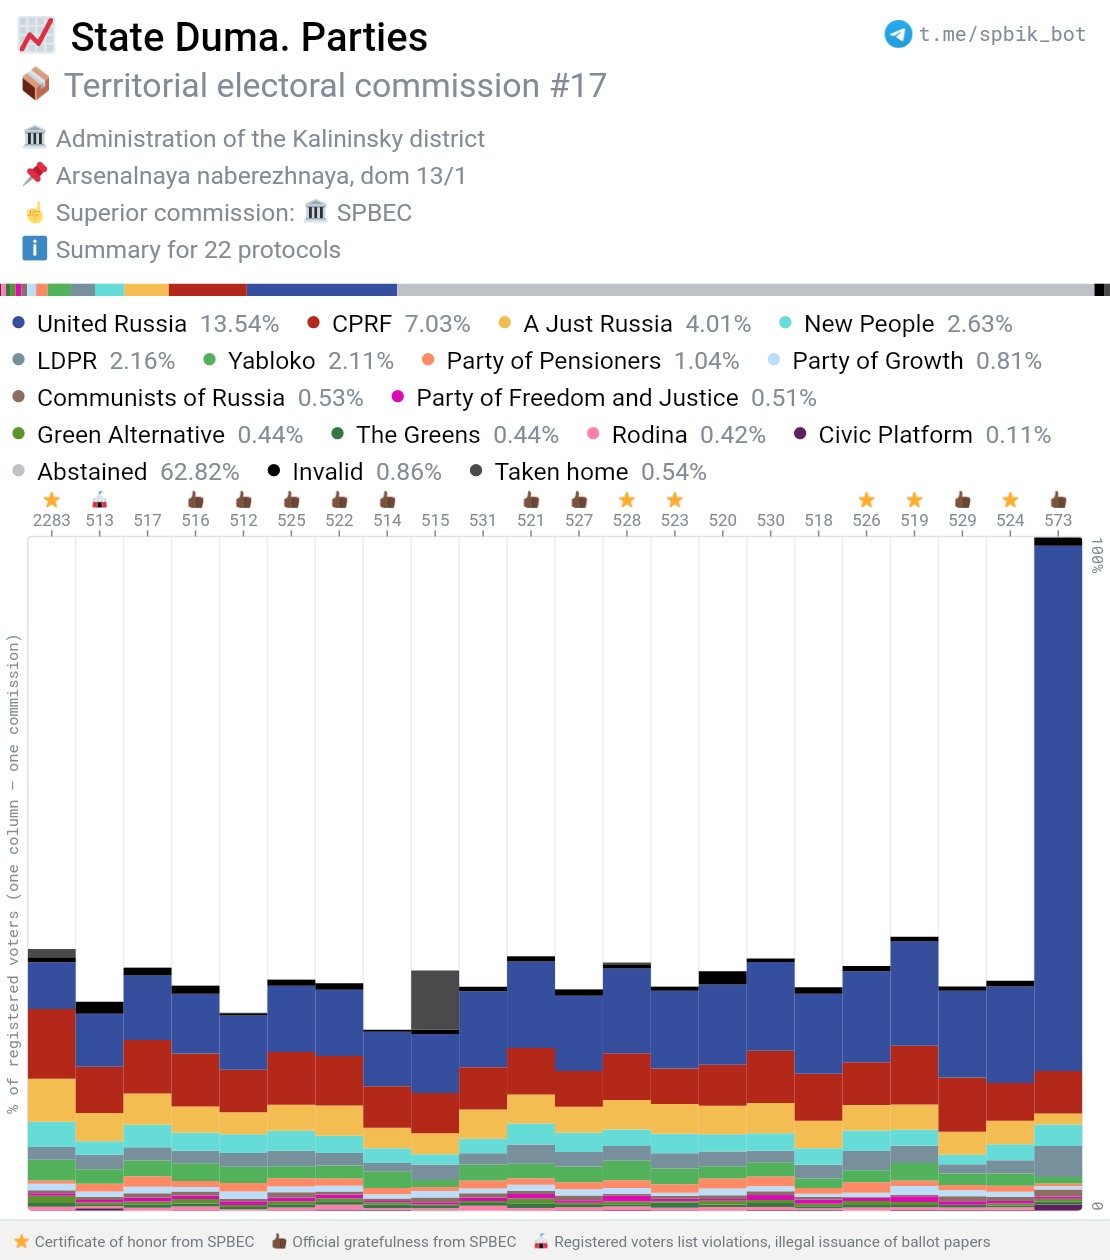 State Duma. Parties
t.me/spbik_bot
Territorial electoral commission #17
Administration of the Kalininsky district
Arsenalnaya naberezhnaya, dom 13/1
Superior commission: SPBEC
Summary for 22 protocols
United Russia 13.54% CPRF 7.03% A Just Russia 4.01% New People 2.63%
LDPR 2.16% Yabloko 2.11% Party of Pensioners 1.04% Party of Growth 0.81%
Communists of Russia 0.53% Party of Freedom and Justice 0.51%
Green Alternative 0.44% The Greens 0.44% Rodina 0.42% Civic Platform 0.11%
Abstained 62.82% Invalid 0.86% Taken home 0.54%
2283 513 517 516 512 525 522 514 515 531 521 527 528 523 520 530 518 526 519 529 524 573
100%
% of registered voters (one column – one commission)
0
Certificate of honor from SPBEC Official gratefulness from SPBEC Registered voters list violations, illegal issuance of ballot papers